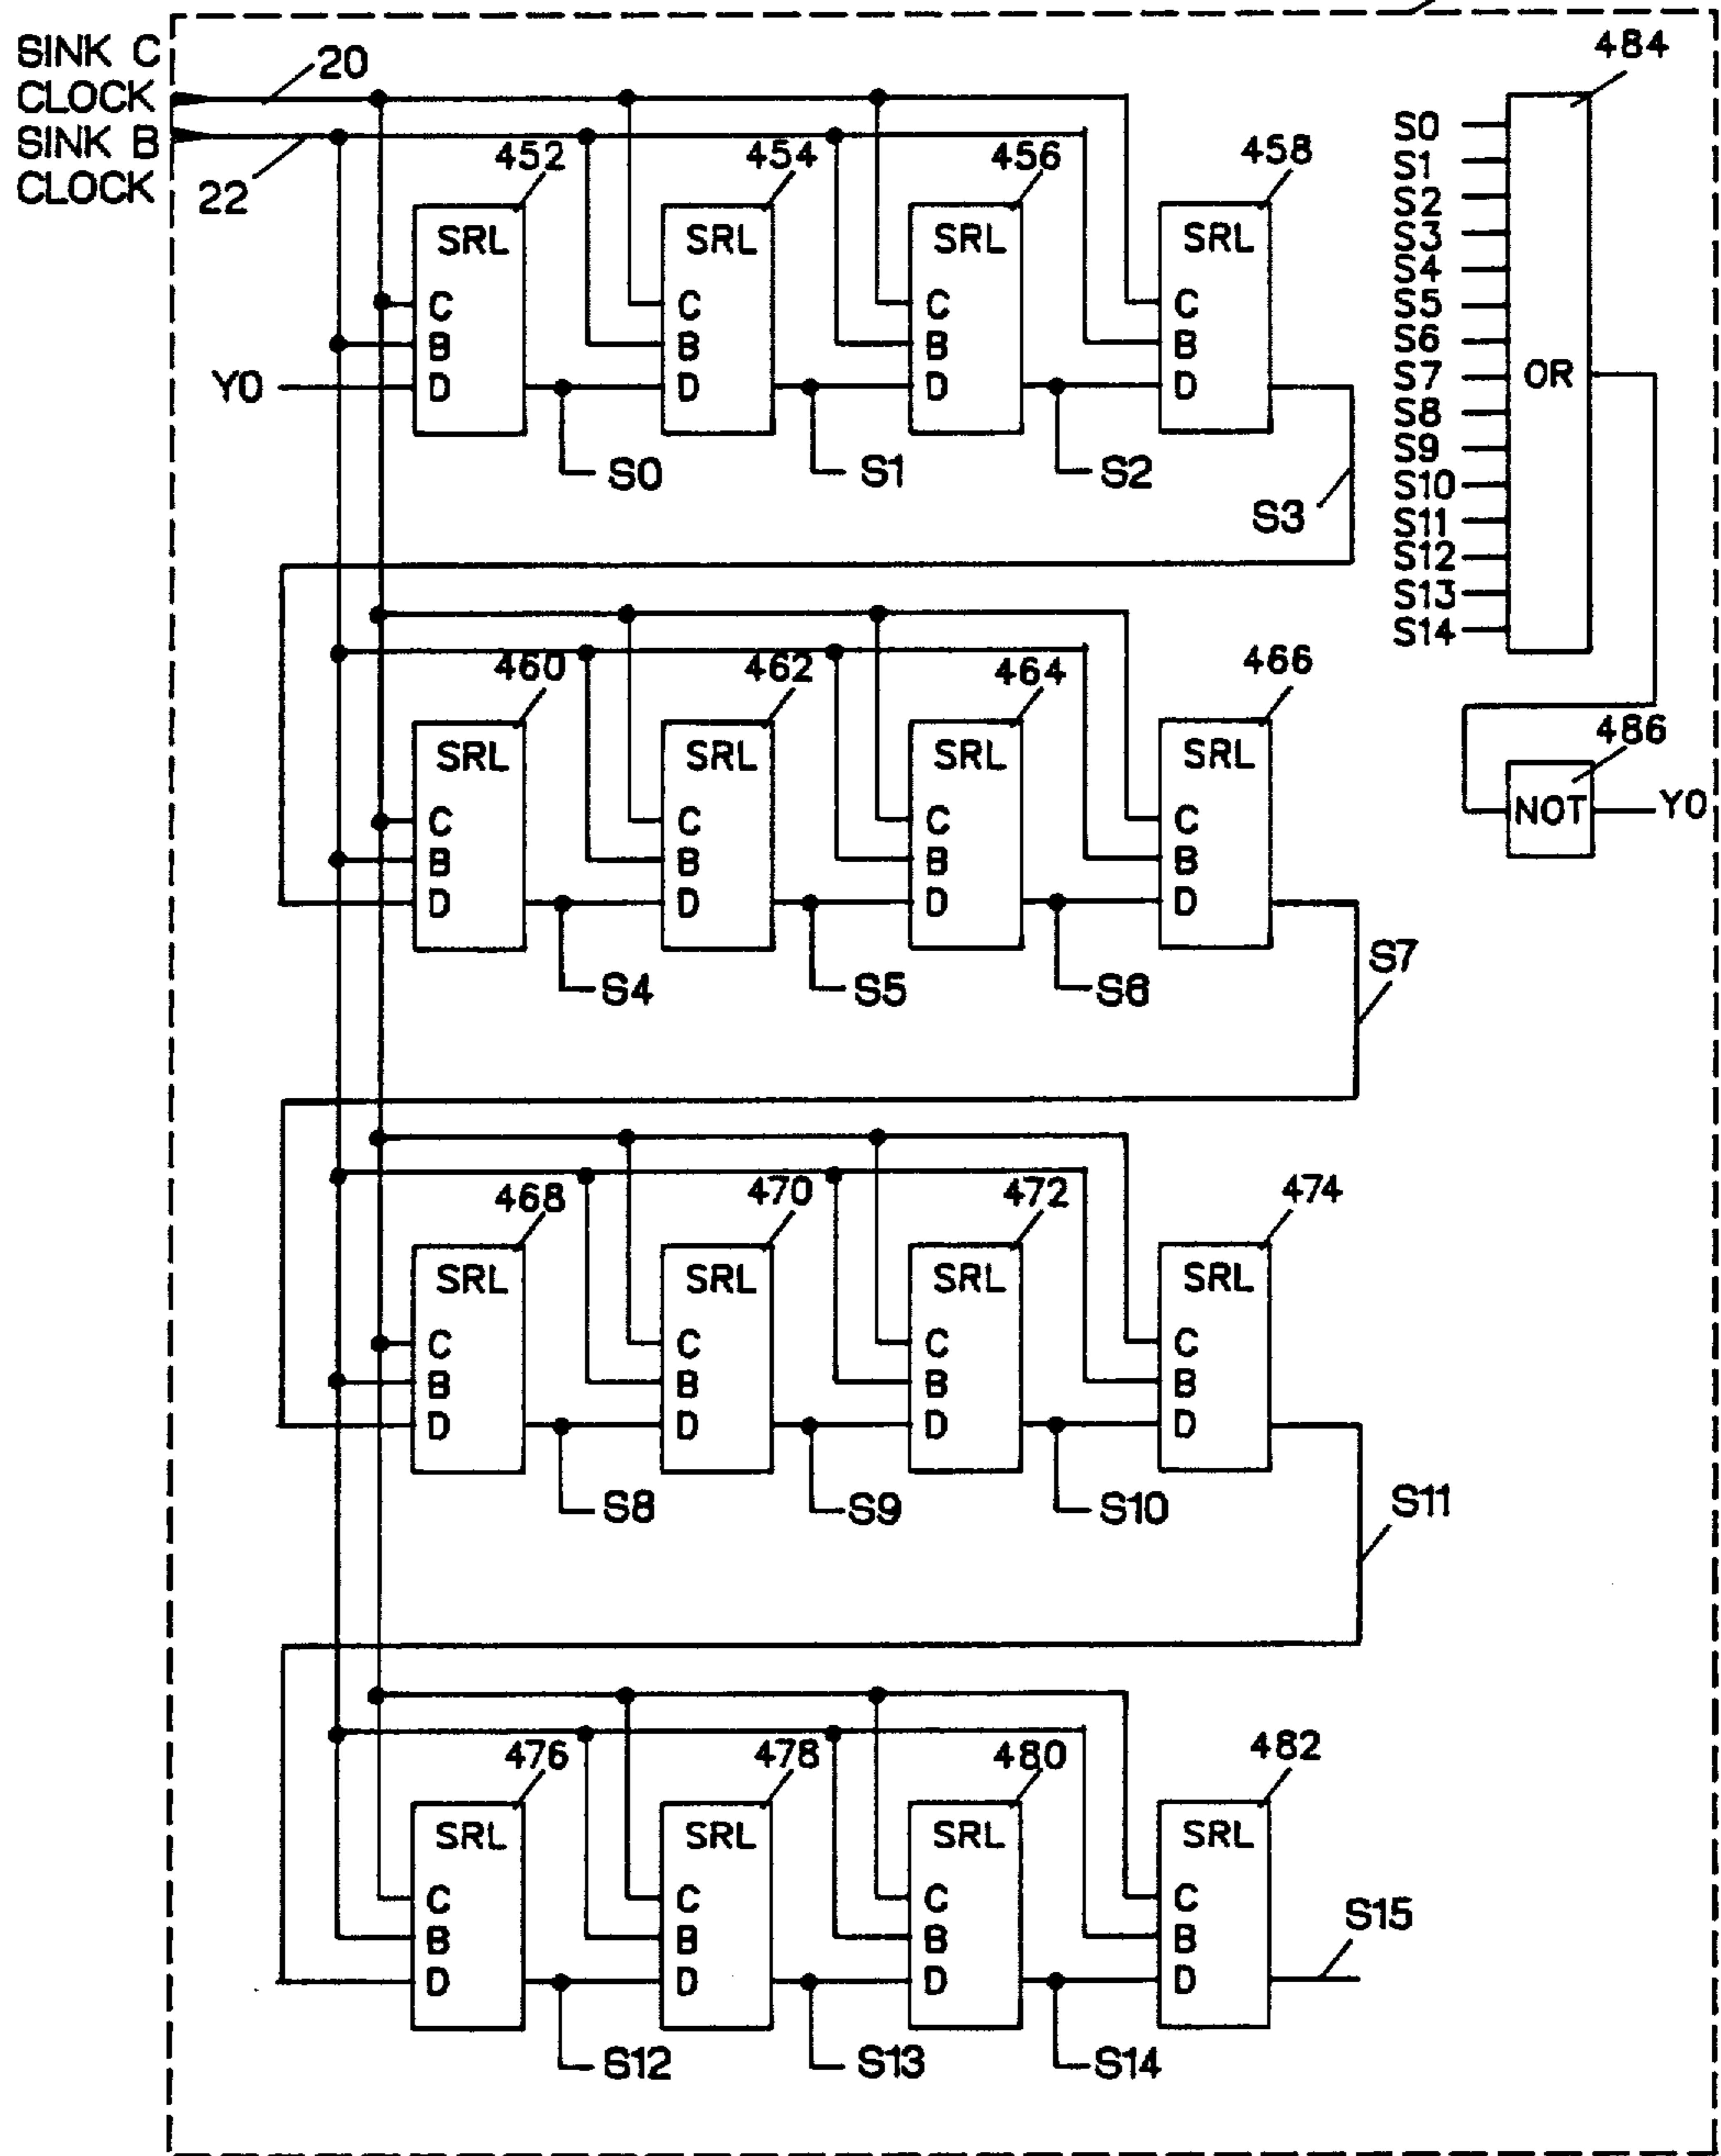 SINK C
CLOCK
SINK B
CLOCK
20
22
452
454
456
458
SRL
C
B
D
SRL
C
B
D
SRL
C
B
D
SRL
C
B
D
Y0
S0
S1
S2
S3
460
462
464
466
SRL
C
B
D
SRL
C
B
D
SRL
C
B
D
SRL
C
B
D
S4
S5
S6
S7
468
470
472
474
SRL
C
B
D
SRL
C
B
D
SRL
C
B
D
SRL
C
B
D
S8
S9
S10
S11
476
478
480
482
SRL
C
B
D
SRL
C
B
D
SRL
C
B
D
SRL
C
B
D
S12
S13
S14
S15
484
S0
S1
S2
S3
S4
S5
S6
S7
S8
S9
S10
S11
S12
S13
S14
OR
486
NOT
Y0